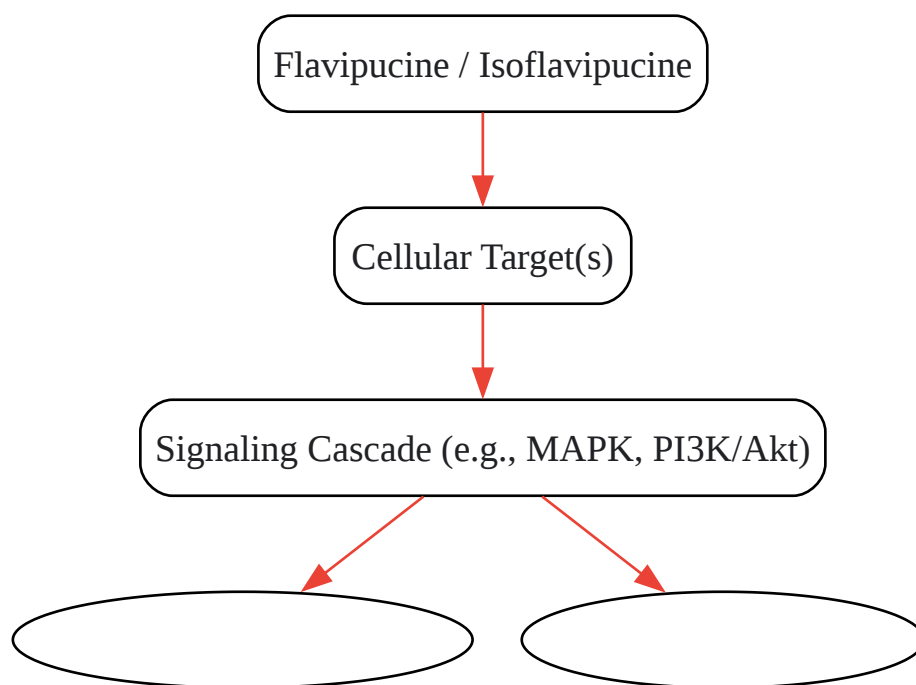 Flavipucine / Isoflavipucine
Cellular Target(s)
Signaling Cascade (e.g., MAPK, PI3K/Akt)